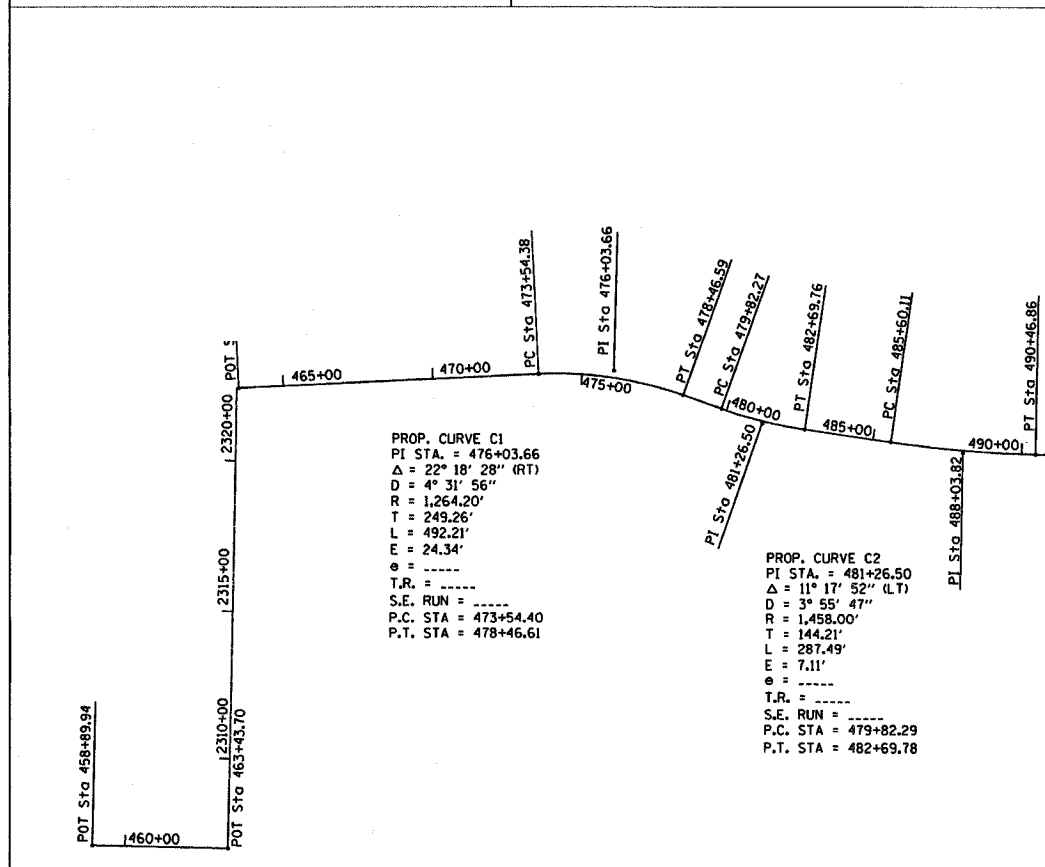 PC Sta 473+54.38
PI Sta 476+03.66
PT Sta 478+46.59
PC Sta 479+82.27
PT Sta 482+69.76
PC Sta 485+60.11
PT Sta 490+46.86
POT S
465+00
470+00
475+00
480+00
485+00
490+00
2320+00
2315+00
2310+00
PI Sta 481+26.50
PI Sta 488+03.82
PROP. CURVE C1
PI STA. = 476+03.66
Δ = 22° 18' 28" (RT)
D = 4° 31' 56"
R = 1,264.20'
T = 249.26'
L = 492.21'
E = 24.34'
e = -----
T.R. = -----
S.E. RUN = -----
P.C. STA = 473+54.40
P.T. STA = 478+46.61
PROP. CURVE C2
PI STA. = 481+26.50
Δ = 11° 17' 52" (LT)
D = 3° 55' 47"
R = 1,458.00'
T = 144.21'
L = 287.49'
E = 7.11'
e = -----
T.R. = -----
S.E. RUN = -----
P.C. STA = 479+82.29
P.T. STA = 482+69.78
POT Sta 458+89.94
460+00
POT Sta 463+43.70